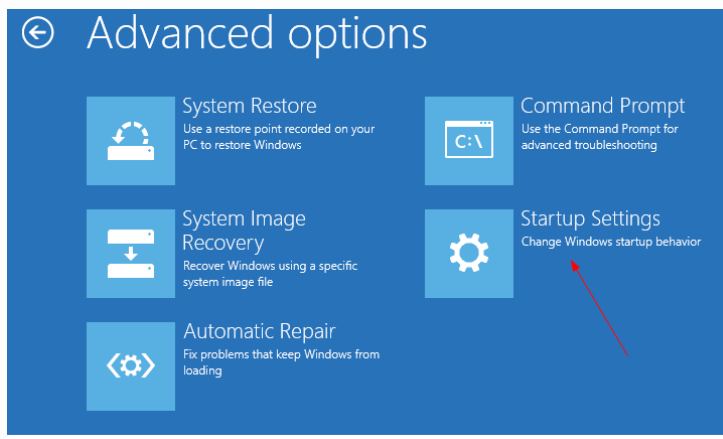 Advanced options
System Restore
Use a restore point recorded on your
PC to restore Windows
Command Prompt
Use the Command Prompt for
advanced troubleshooting
C:\
System Image
Recovery
Recover Windows using a specific
system image file
Startup Settings
Change Windows startup behavior
Automatic Repair
Fix problems that keep Windows from
loading